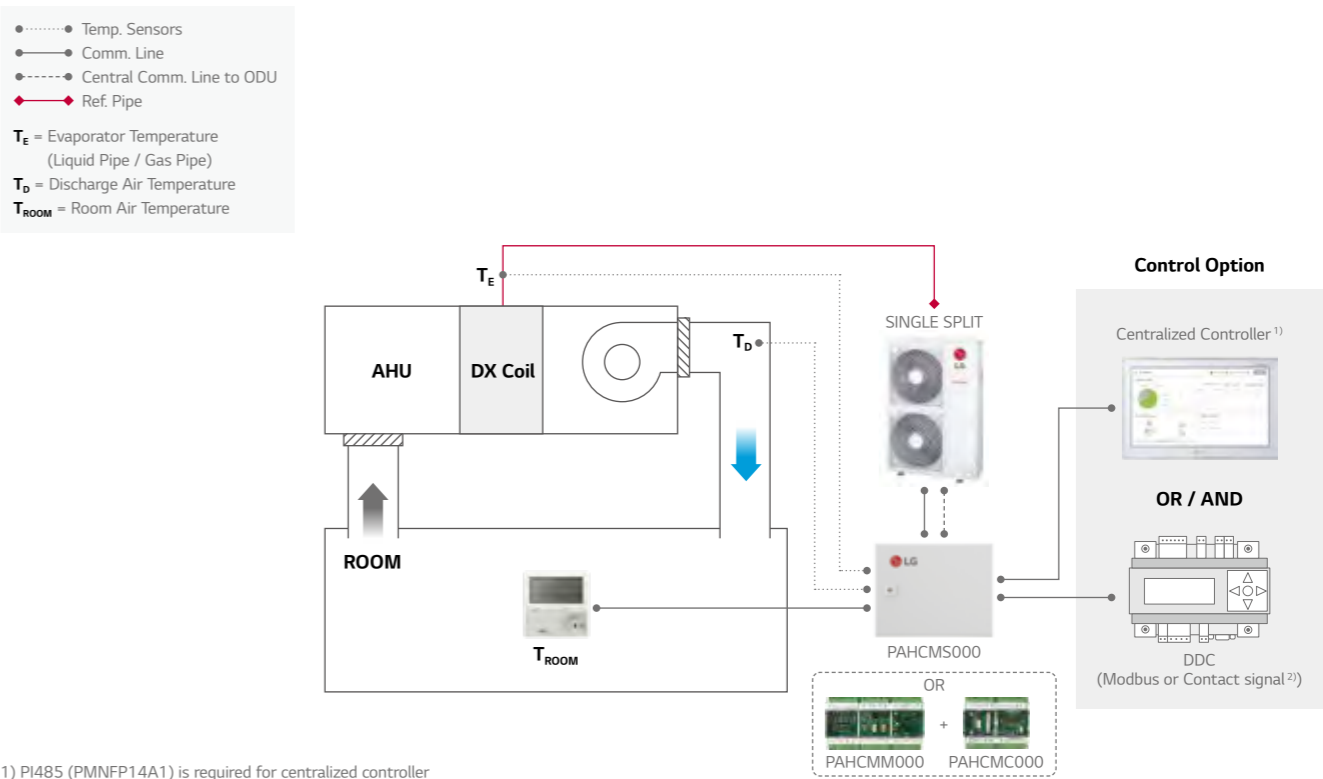 Temp. Sensors
Comm. Line
Central Comm. Line to ODU
Ref. Pipe
TE = Evaporator Temperature
(Liquid Pipe / Gas Pipe)
TD = Discharge Air Temperature
TROOM = Room Air Temperature
Control Option
TE
SINGLE SPLIT
Centralized Controller 1)
TD
LG
AHU
DX Coil
OR / AND
ROOM
LG
TROOM
PAHCMS000
DDC
(Modbus or Contact signal 2))
OR
+
PAHCMM000
PAHCMC000
1) PI485 (PMNFP14A1) is required for centralized controller